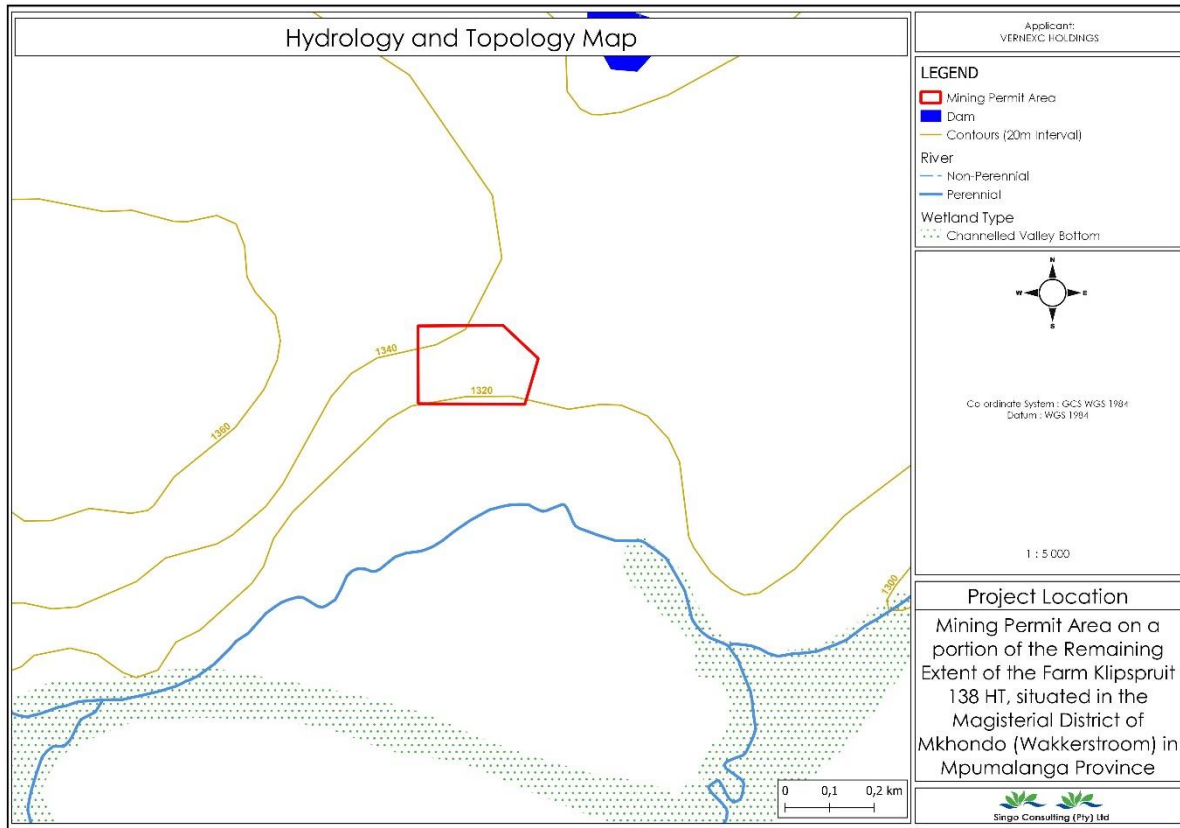 Hydrology and Topology Map
1340
1320
1360
1300
0 0,1 0,2 km
Applicant:
VERNEXC HOLDINGS
LEGEND
Mining Permit Area
Dam
Contours (20m Interval)
River
Non-Perennial
Perennial
Wetland Type
Channelled Valley Bottom
N
W E
S
Co-ordinate System : GCS WGS 1984
Datum : WGS 1984
1 : 5 000
Project Location
Mining Permit Area on a
portion of the Remaining
Extent of the Farm Klipspruit
138 HT, situated in the
Magisterial District of
Mkhondo (Wakkerstroom) in
Mpumalanga Province
Singo Consulting (Pty) Ltd